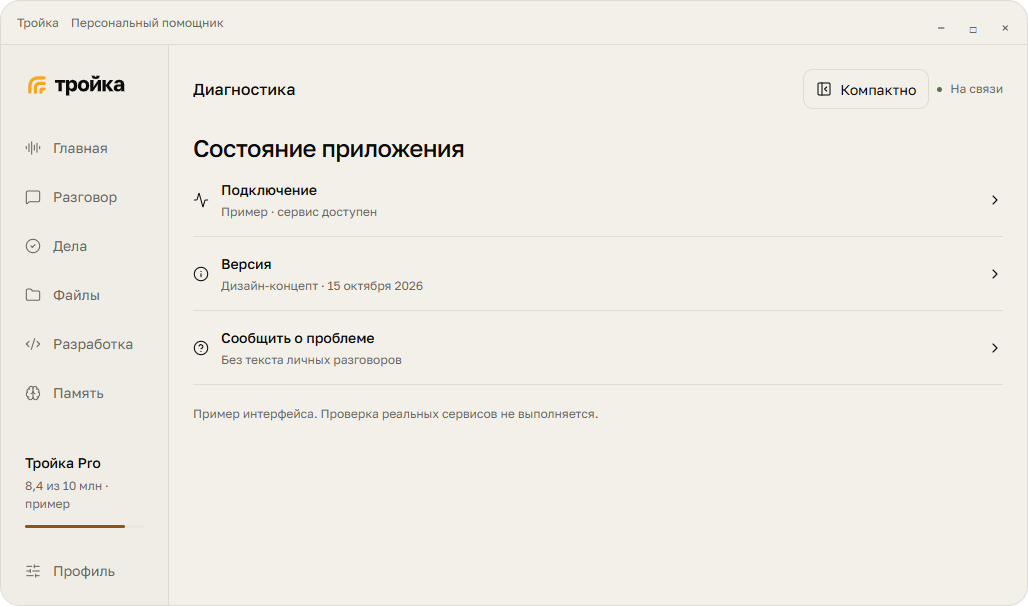 Тройка Персональный помощник
тройка
Главная
Разговор
Дела
Файлы
Разработка
Память
Тройка Pro
8,4 из 10 млн ·
пример
Профиль
Диагностика
Компактно
На связи
Состояние приложения
Подключение
Пример · сервис доступен
Версия
Дизайн-концепт · 15 октября 2026
Сообщить о проблеме
Без текста личных разговоров
Пример интерфейса. Проверка реальных сервисов не выполняется.